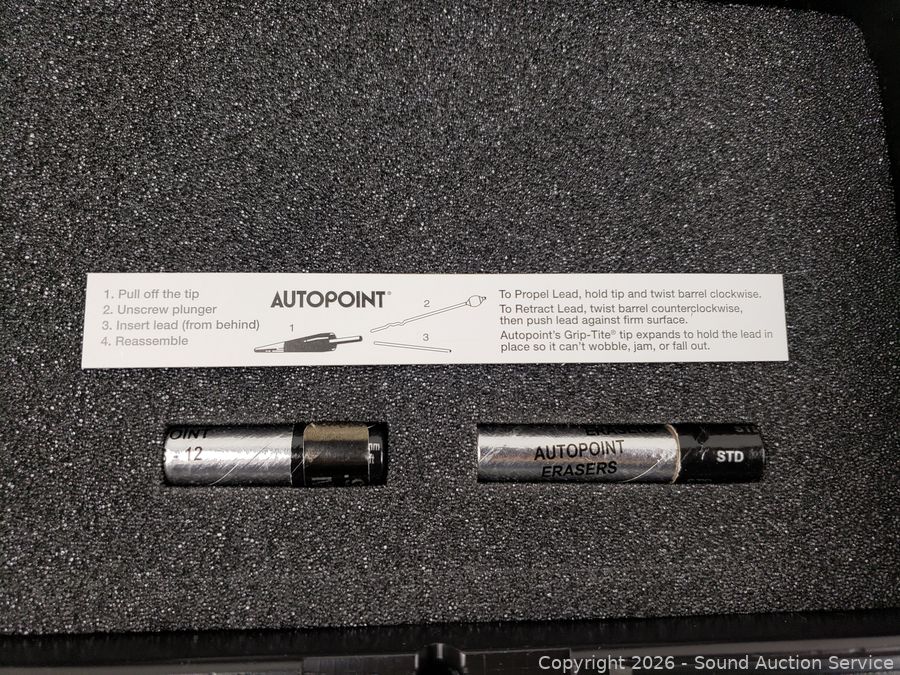 1. Pull off the tip
2. Unscrew plunger
3. Insert lead (from behind)
4. Reassemble
AUTOPOINT®
1
2
3
To Propel Lead, hold tip and twist barrel clockwise.
To Retract Lead, twist barrel counterclockwise,
then push lead against firm surface.
Autopoint's Grip-Tite® tip expands to hold the lead in
place so it can't wobble, jam, or fall out.
12
AUTOPOINT
ERASERS
STD
Copyright 2026 - Sound Auction Service